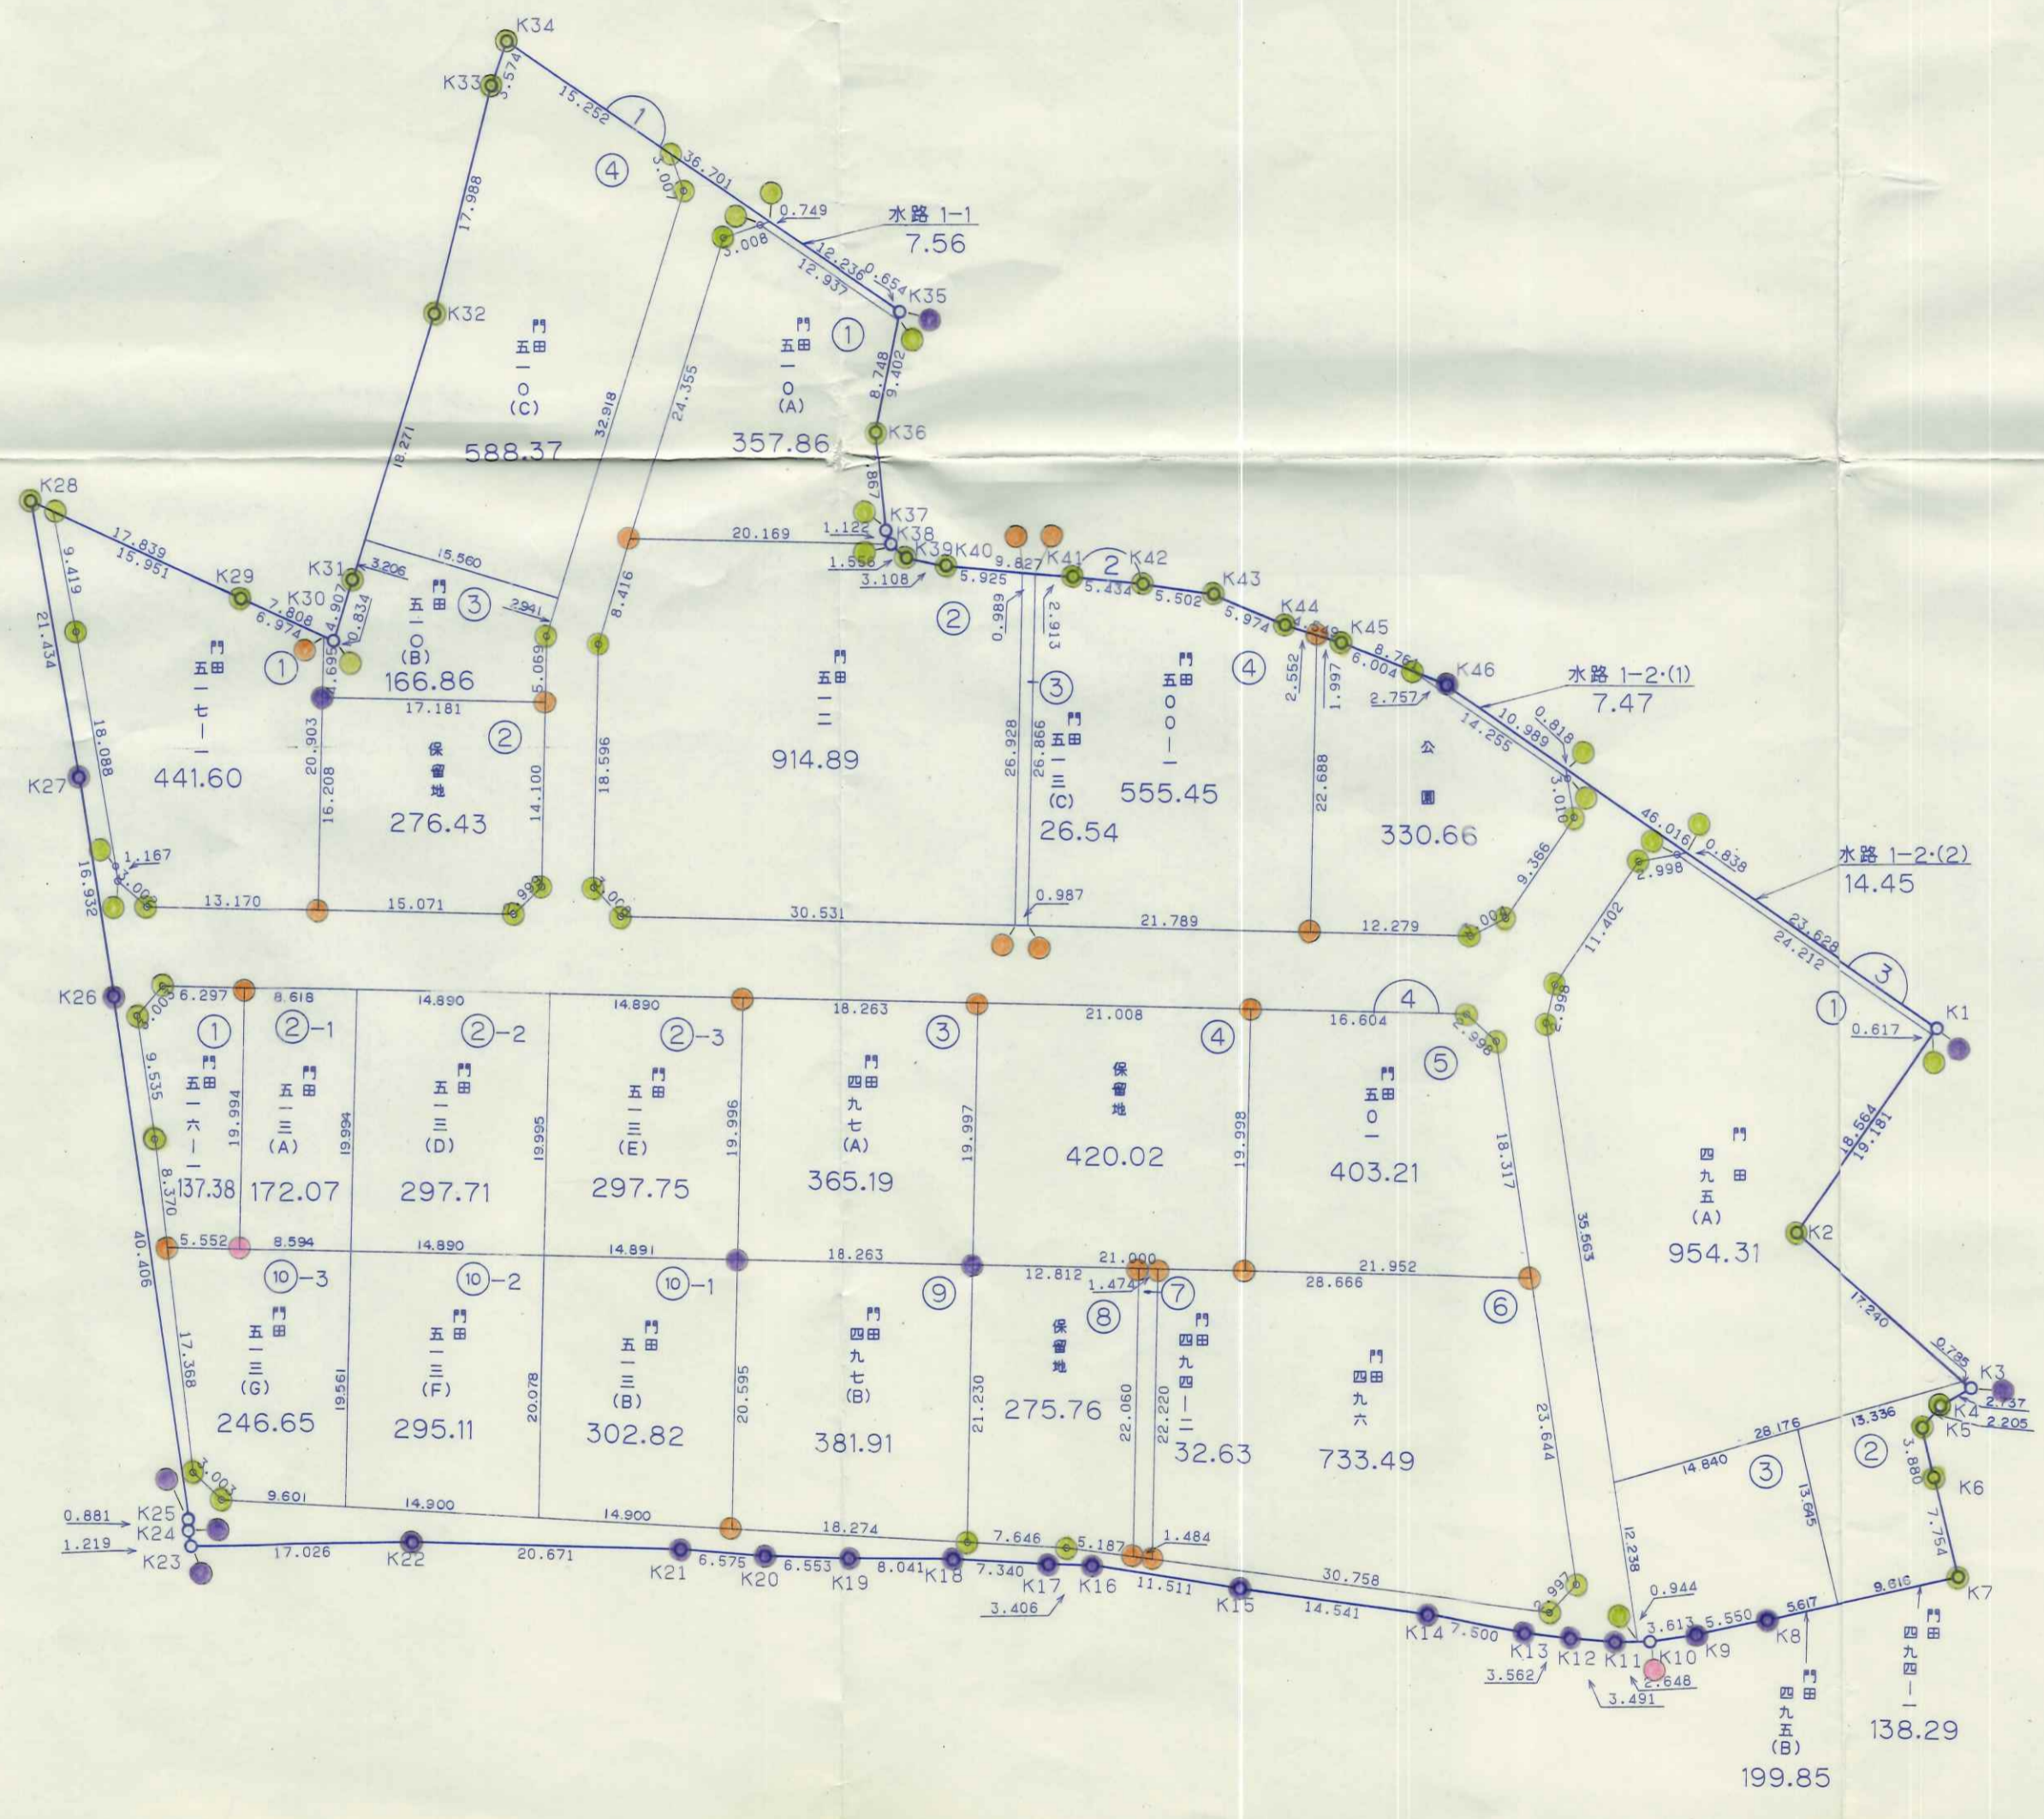 K34
K33
3.574
15.252
1
36.701
④
3.007
17.988
0.749
水路 1-1
7.56
3.008
12.236
12.937
0.654
K35
K32
①
8.748
9.402
門田
五一〇
(C)
588.37
門田
五一〇
(A)
357.86
32.918
24.355
18.271
K36
K28
K37
K38
1.122
20.169
17.839
15.951
9.419
15.560
K31
3.206
K29
K30
7.808
6.974
4.907
0.834
K39
K40
9.827
K41
2
K42
1.556
3.108
5.925
5.434
5.502
K43
5.974
K44
K45
21.434
①
門田
五一〇
(B)
166.86
③
2.941
8.416
②
0.989
2.913
④
2.552
1.997
8.761
6.004
K46
2.757
水路 1-2·(1)
7.47
4.695
5.069
17.181
門田
五一七一一
441.60
18.088
20.903
16.208
保留地
276.43
②
14.100
18.596
門田
五一二
914.89
26.928
26.866
③
門田
五一三
(C)
26.54
門田
五〇〇一一
555.45
22.688
公園
330.66
14.255
10.989
0.818
3.010
9.366
46.016
0.838
2.998
水路 1-2·(2)
14.45
K27
1.167
3.002
16.932
13.170
15.071
2.999
30.531
0.987
21.789
12.279
11.402
23.628
24.212
3
①
K1
0.617
K26
6.297
8.618
14.890
14.890
18.263
21.008
4
16.604
2.998
2.998
①
②-1
②-2
②-3
③
④
⑤
9.535
門田
五一六一一
137.38
19.994
門田
五一三
(A)
172.07
19.994
門田
五一三
(D)
297.71
19.995
門田
五一三
(E)
297.75
19.996
門田
四九七
(A)
365.19
19.997
保留地
420.02
19.998
門田
五〇一
403.21
18.317
35.563
門田
四九五
(A)
954.31
18.564
19.181
K2
8.370
5.552
8.594
14.890
14.891
18.263
21.000
12.812
1.474
21.952
28.666
40.406
⑩-3
⑩-2
⑩-1
⑨
⑧
⑦
⑥
17.240
0.785
K3
2.737
K4
2.205
K5
17.368
門田
五一三
(G)
246.65
19.561
門田
五一三
(F)
295.11
20.078
門田
五一三
(B)
302.82
20.595
門田
四九七
(B)
381.91
21.230
保留地
275.76
22.060
22.220
門田
四九四一二
32.63
門田
四九六
733.49
23.644
28.176
13.336
14.840
③
②
3.880
K6
13.645
7.754
K7
3.003
9.601
14.900
14.900
18.274
7.646
5.187
1.484
30.758
2.997
12.238
0.881
K25
K24
1.219
K23
17.026
K22
20.671
K21
6.575
K20
6.553
K19
8.041
K18
7.340
K17
K16
3.406
11.511
K15
14.541
K14
7.500
K13
3.562
K12
3.491
K11
2.648
K10
0.944
3.613
K9
5.550
K8
5.617
9.616
門田
四九四一一
138.29
門田
四九五
(B)
199.85